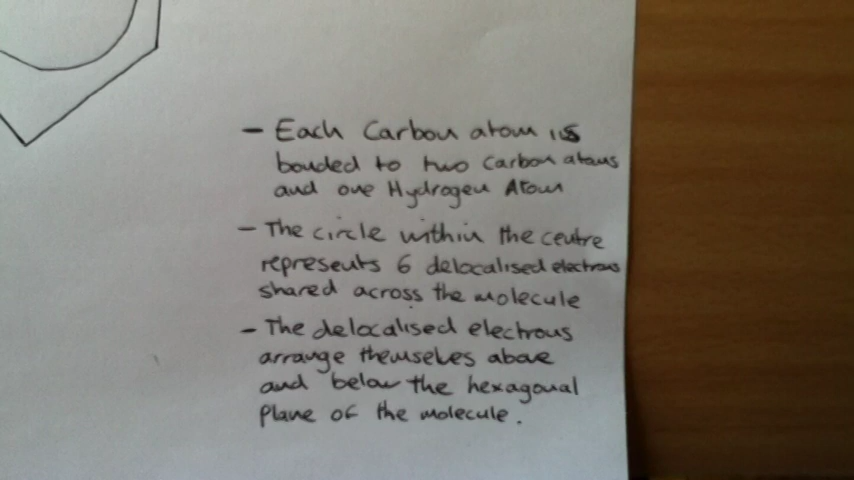 - Each Carbon atom is
bonded to two Carbon atoms
and one Hydrogen Atom
- The circle within the centre
represents 6 delocalised electrons
shared across the molecule
- The delocalised electrons
arrange themselves above
and below the hexagonal
plane of the molecule.